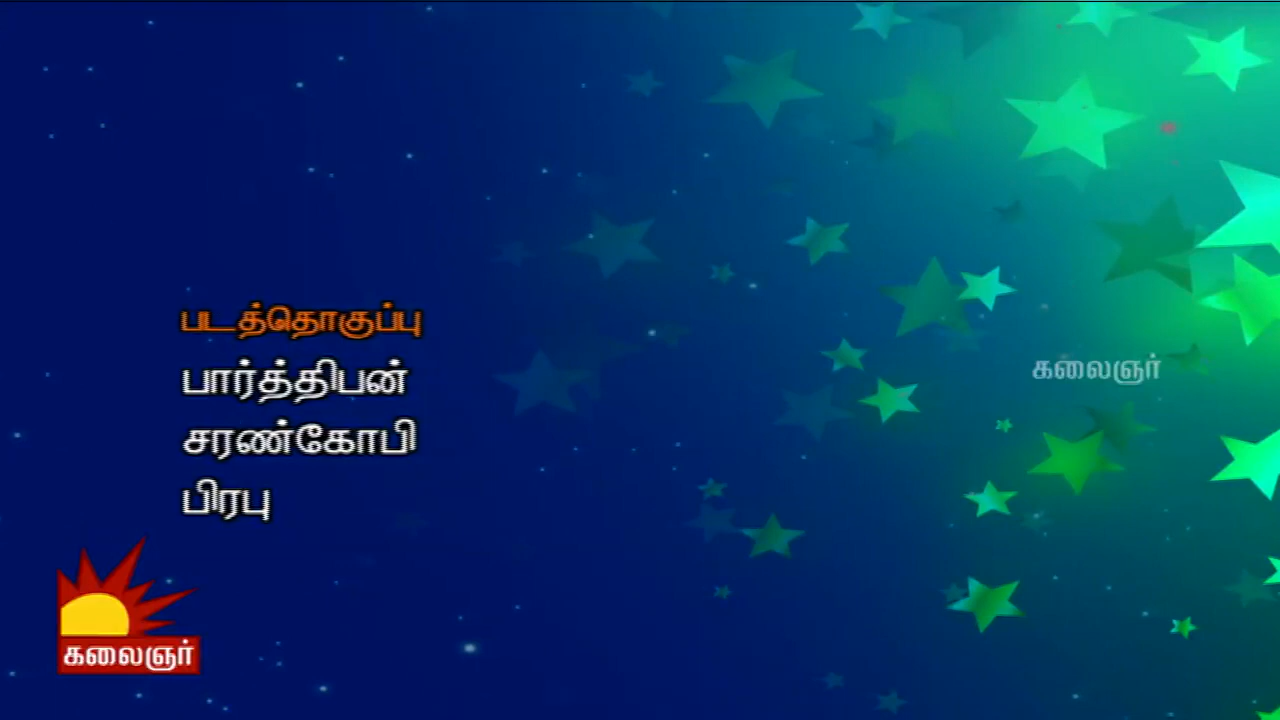 படத்தொகுப்பு
பார்த்திபன்
சரண்கோபி
பிரபு
கலைஞர்
கலைஞர்